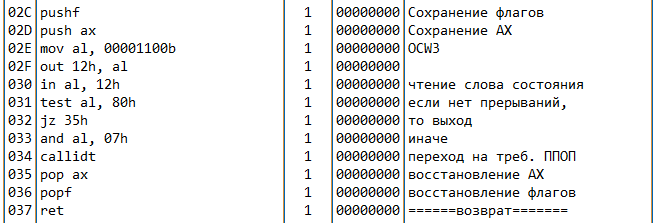 02C pushf 1 00000000 Сохранение флагов
02D push ax 1 00000000 Сохранение AX
02E mov al, 00001100b 1 00000000 OCW3
02F out 12h, al 1 00000000
030 in al, 12h 1 00000000 чтение слова состояния
031 test al, 80h 1 00000000 если нет прерываний,
032 jz 35h 1 00000000 то выход
033 and al, 07h 1 00000000 иначе
034 callidt 1 00000000 переход на треб. ППОП
035 pop ax 1 00000000 восстановление AX
036 popf 1 00000000 восстановление флагов
037 ret 1 00000000 ======возврат=======